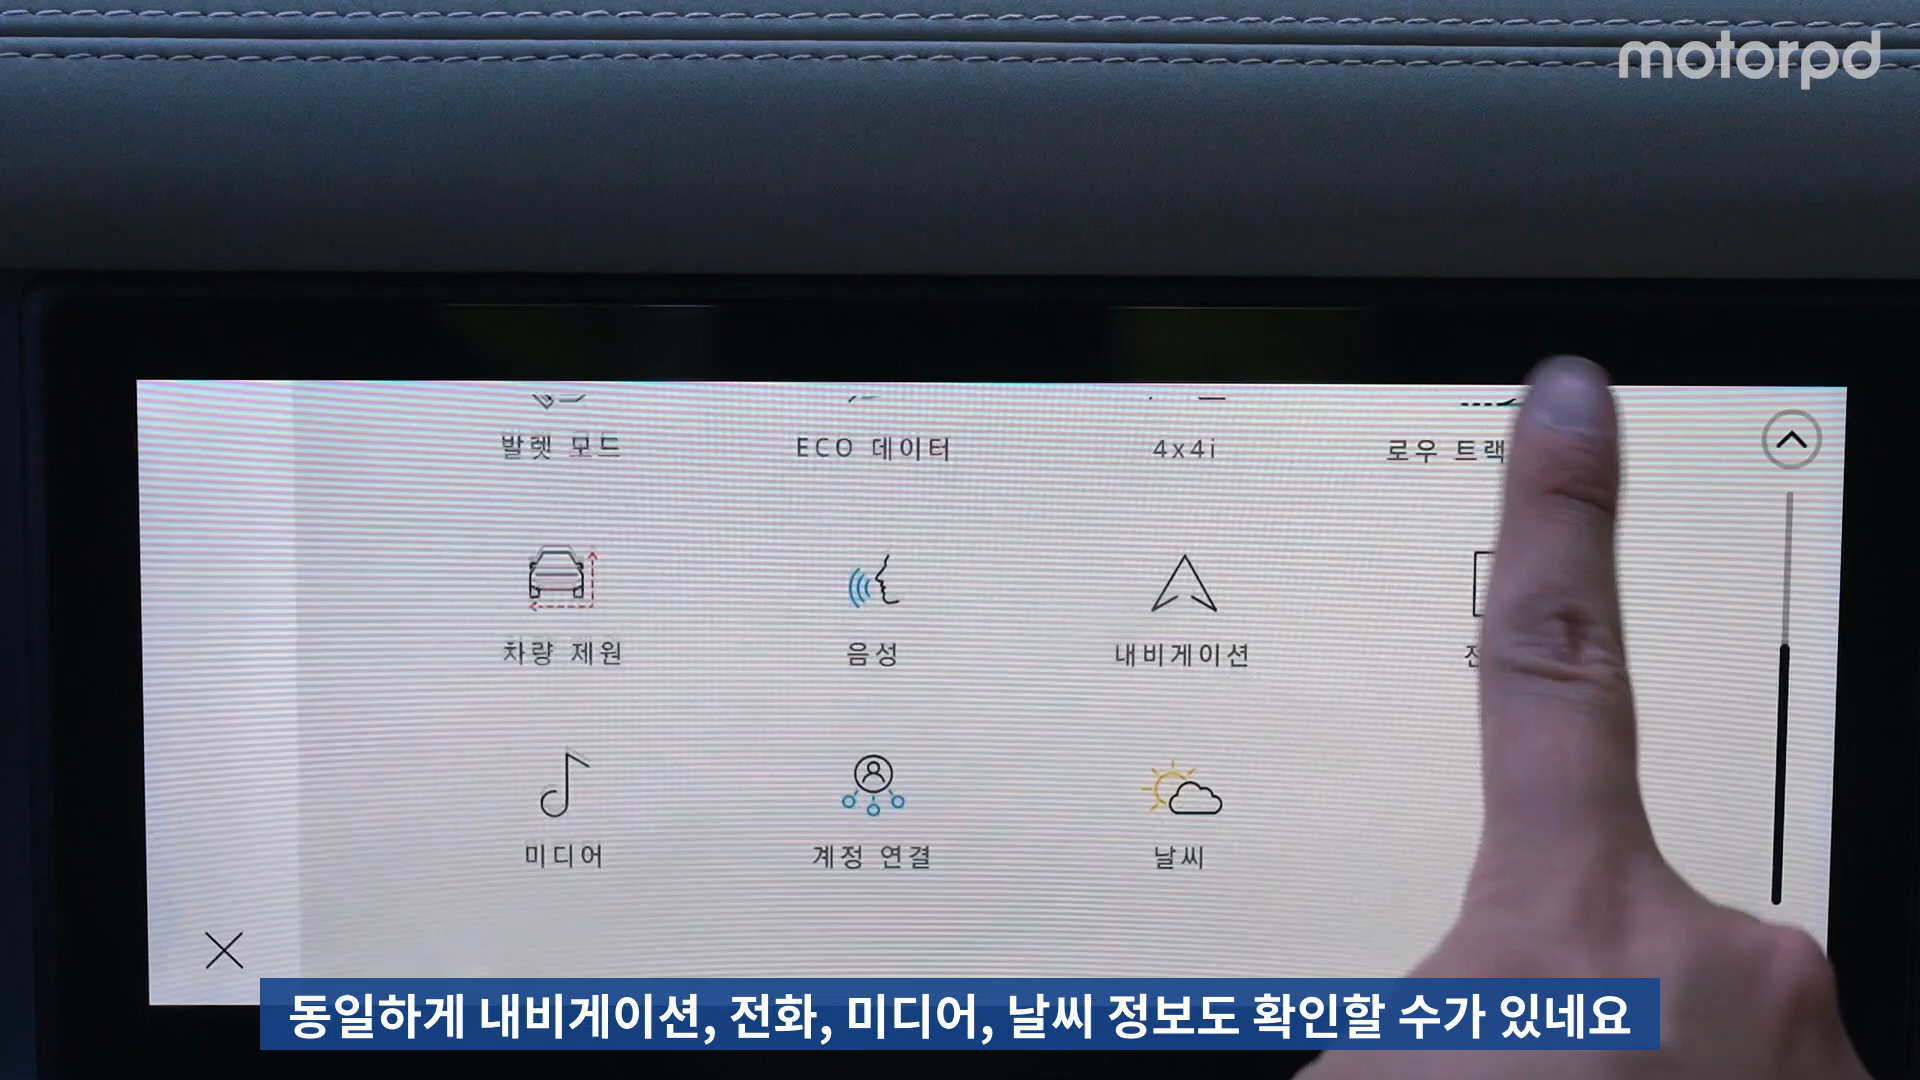 motorpd
발렛 모드
ECO 데이터
4x4i
로우 트랙
차량 제원
음성
내비게이션
미디어
계정 연결
날씨
동일하게 내비게이션, 전화, 미디어, 날씨 정보도 확인할 수가 있네요